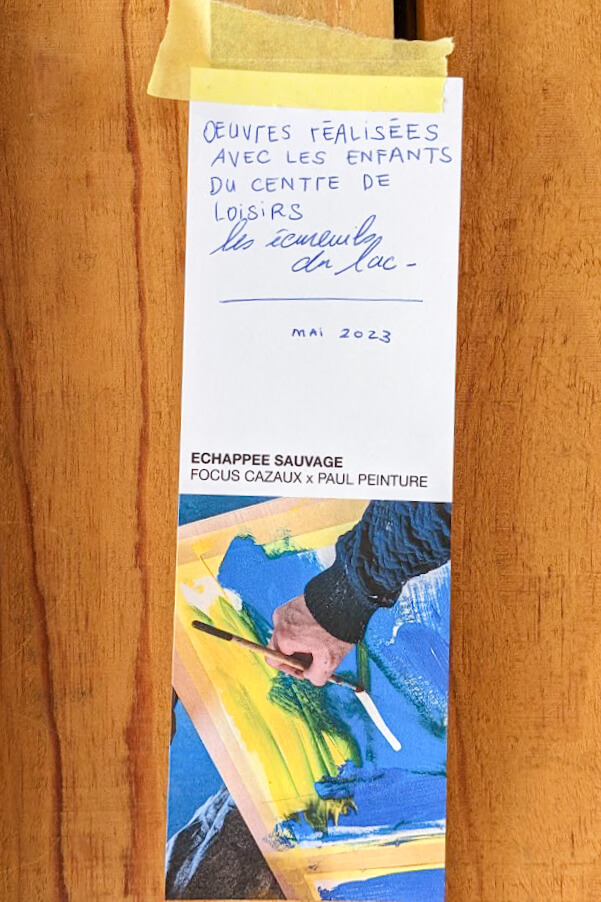 OEUVRES RÉALISÉES
AVEC LES ENFANTS
DU CENTRE DE
LOISIRS
les écureuils
du lac -
MAI 2023
ECHAPPEE SAUVAGE
FOCUS CAZAUX x PAUL PEINTURE